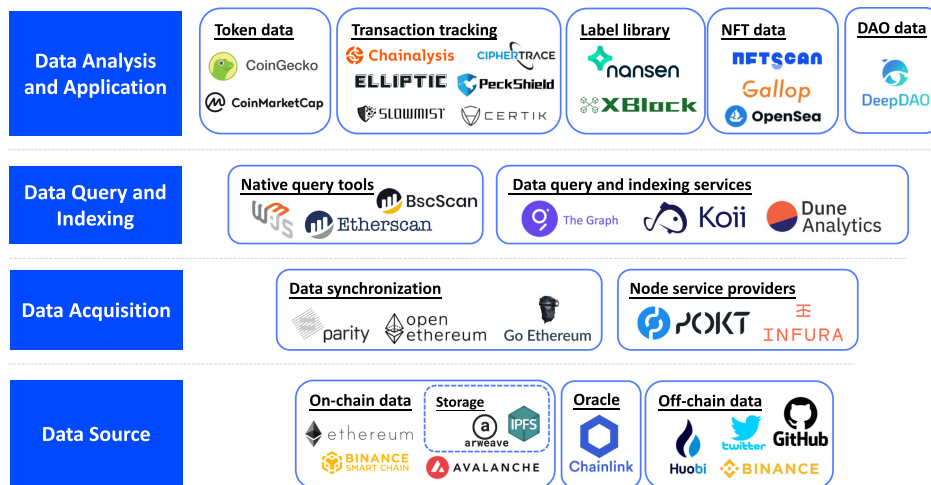 Data Analysis
and Application
Token data
CoinGecko
CoinMarketCap
Transaction tracking
Chainalysis
CIPHERTRACE
ELLIPTIC
PeckShield
SLOWMIST
CERTIK
Label library
nansen
XBlock
NFT data
NFTSCAN
Gallop
OpenSea
DAO data
DeepDAO
Data Query and
Indexing
Native query tools
W3JS
Etherscan
BscScan
Data query and indexing services
The Graph
Koii
Dune
Analytics
Data Acquisition
Data synchronization
parity
open
ethereum
Go Ethereum
Node service providers
POKT
INFURA
Data Source
On-chain data
ethereum
BINANCE
SMART CHAIN
Storage
a
arweave
IPFS
AVALANCHE
Oracle
Chainlink
Off-chain data
Huobi
twitter
GitHub
BINANCE